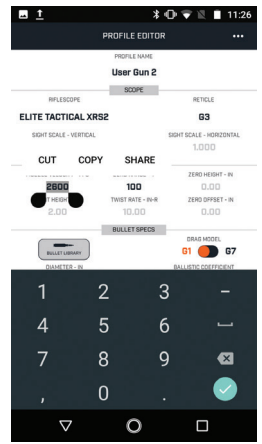 11:26
PROFILE EDITOR
PROFILE NAME
User Gun 2
SCOPE
RIFLESCOPE RETICLE
ELITE TACTICAL XRS2 G3
SIGHT SCALE - VERTICAL SIGHT SCALE - HORIZONTAL
1.000
CUT COPY SHARE
ZERO HEIGHT - IN
2600 100 0.00
T HEIGH TWIST RATE - IN-R ZERO OFFSET - IN
2.00 10.00 0.00
BULLET SPECS
DRAG MODEL
BULLET LIBRARY G1 G7
DIAMETER - IN BALLISTIC COEFFICIENT
1 2 3 -
4 5 6
7 8 9
, 0 .